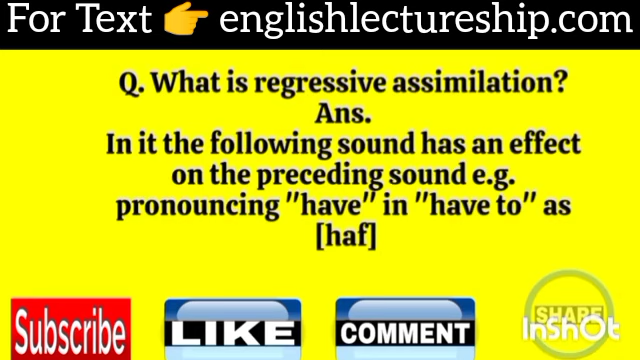 For Text 👉 englishlectureship.com
Q. What is regressive assimilation?
Ans.
In it the following sound has an effect
on the preceding sound e.g.
pronouncing "have" in "have to" as
[haf]
Subscribe
LIKE
COMMENT
SHARE
InShOt